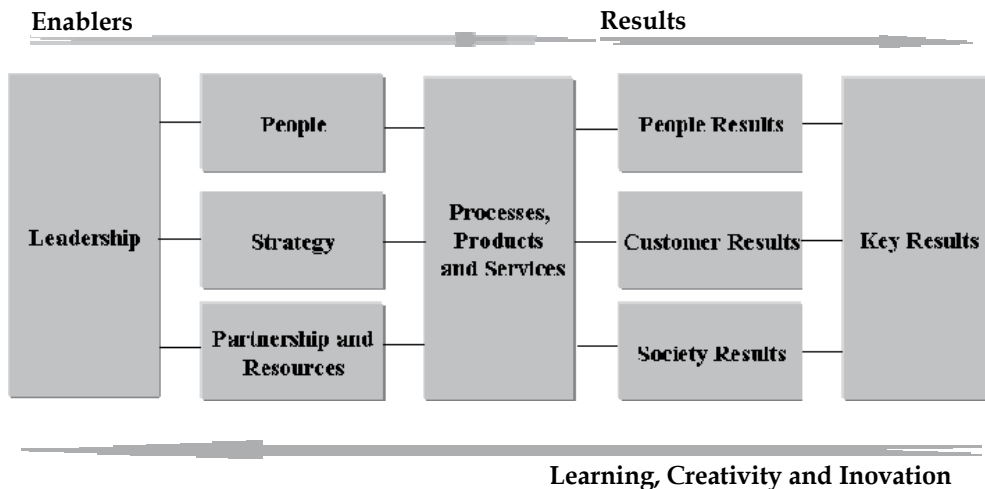 Enablers
Results
Leadership
People
Strategy
Partnership and
Resources
Processes,
Products
and Services
People Results
Customer Results
Society Results
Key Results
Learning, Creativity and Inovation